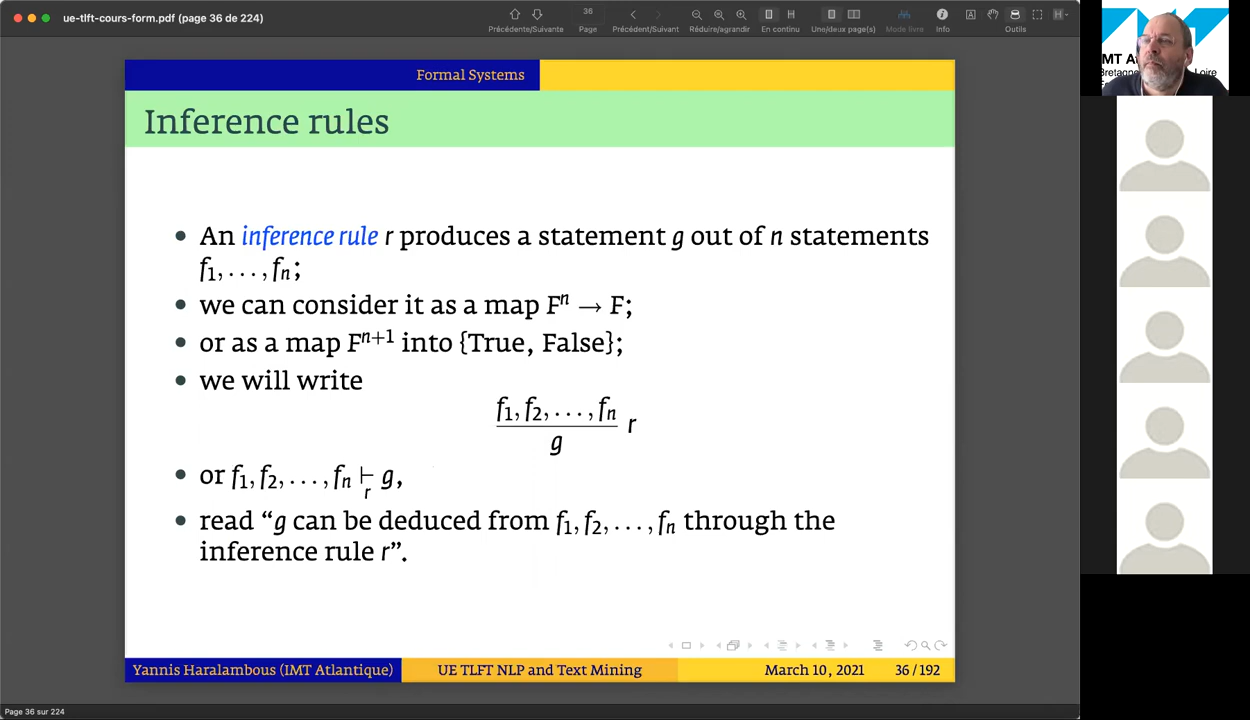 ue-tlft-cours-form.pdf (page 36 de 224)
36
Précédente/Suivante Page Précédent/Suivant Réduire/agrandir En continu Une/deux page(s) Mode livre Info Outils
Formal Systems
Inference rules
• An inference rule r produces a statement g out of n statements
f1, . . . , fn;
• we can consider it as a map Fⁿ → F;
• or as a map Fⁿ⁺¹ into {True, False};
• we will write
f1, f2, . . . , fn
r
g
• or f1, f2, . . . , fn ⊢r g,
• read “g can be deduced from f1, f2, . . . , fn through the
inference rule r”.
Yannis Haralambous (IMT Atlantique) UE TLFT NLP and Text Mining March 10, 2021 36 / 192
Page 36 sur 224